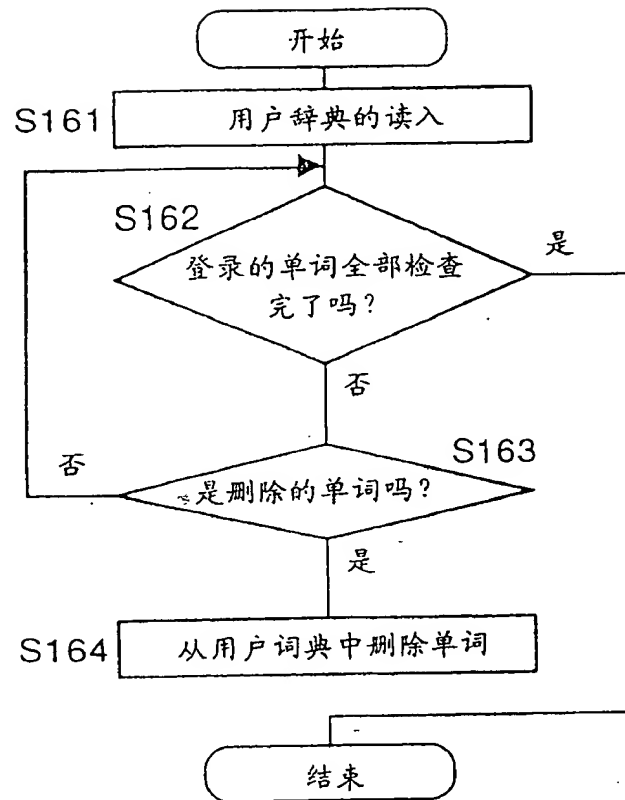 开始
S161
用户辞典的读入
S162
登录的单词全部检查
完了吗?
是
否
S163
是删除的单词吗?
否
是
S164
从用户词典中删除单词
结束